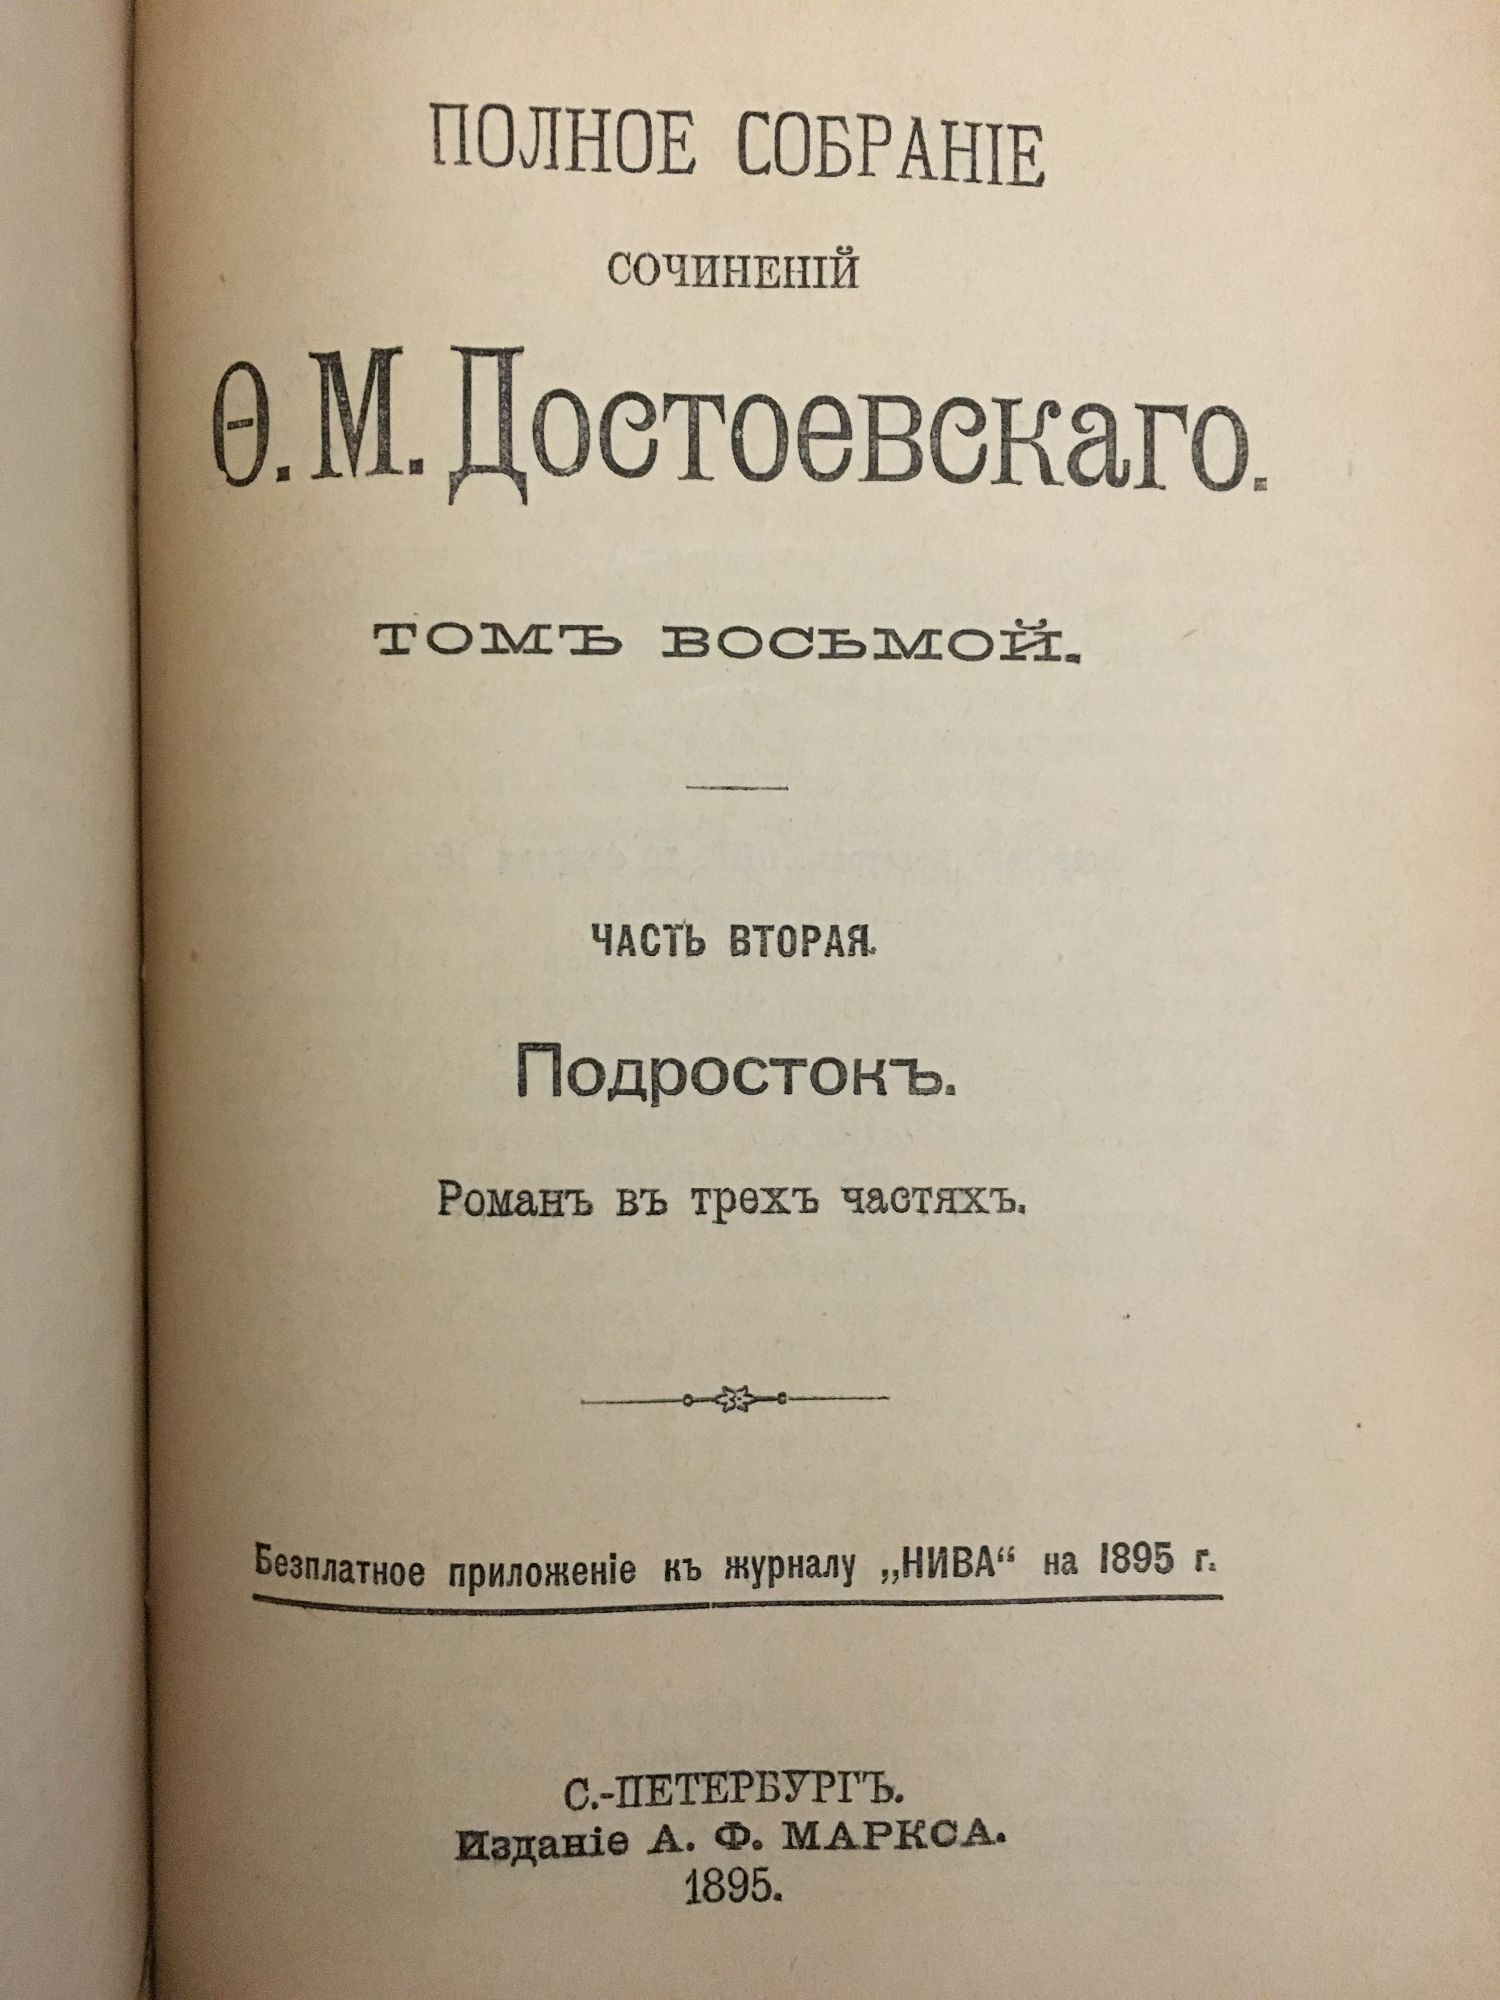 ПОЛНОЕ СОБРАНІЕ
СОЧИНЕНІЙ
Ѳ. М. Достоевскаго.
ТОМЪ ВОСЬМОЙ.
ЧАСТЬ ВТОРАЯ.
Подростокъ.
Романъ въ трехъ частяхъ.
Безплатное приложеніе къ журналу „НИВА“ на 1895 г.
С.-ПЕТЕРБУРГЪ.
Изданіе А. Ф. МАРКСА.
1895.